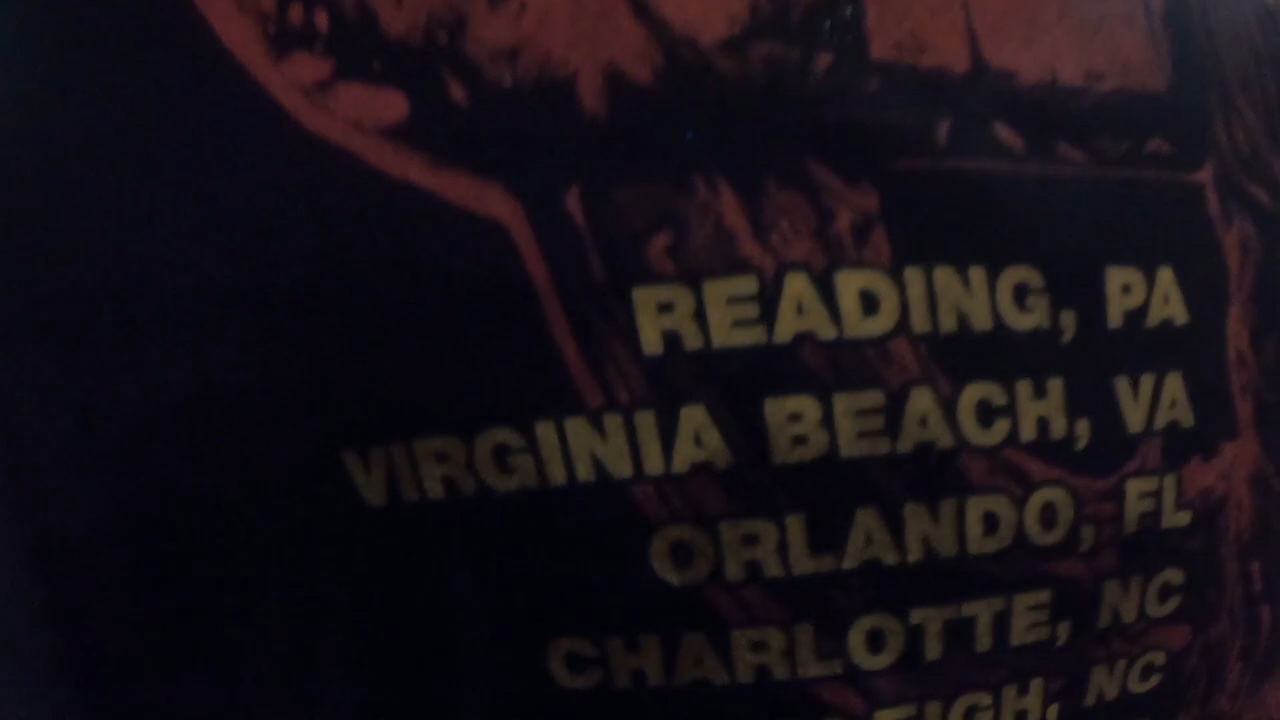 READING, PA
VIRGINIA BEACH, VA
ORLANDO, FL
CHARLOTTE, NC
NC